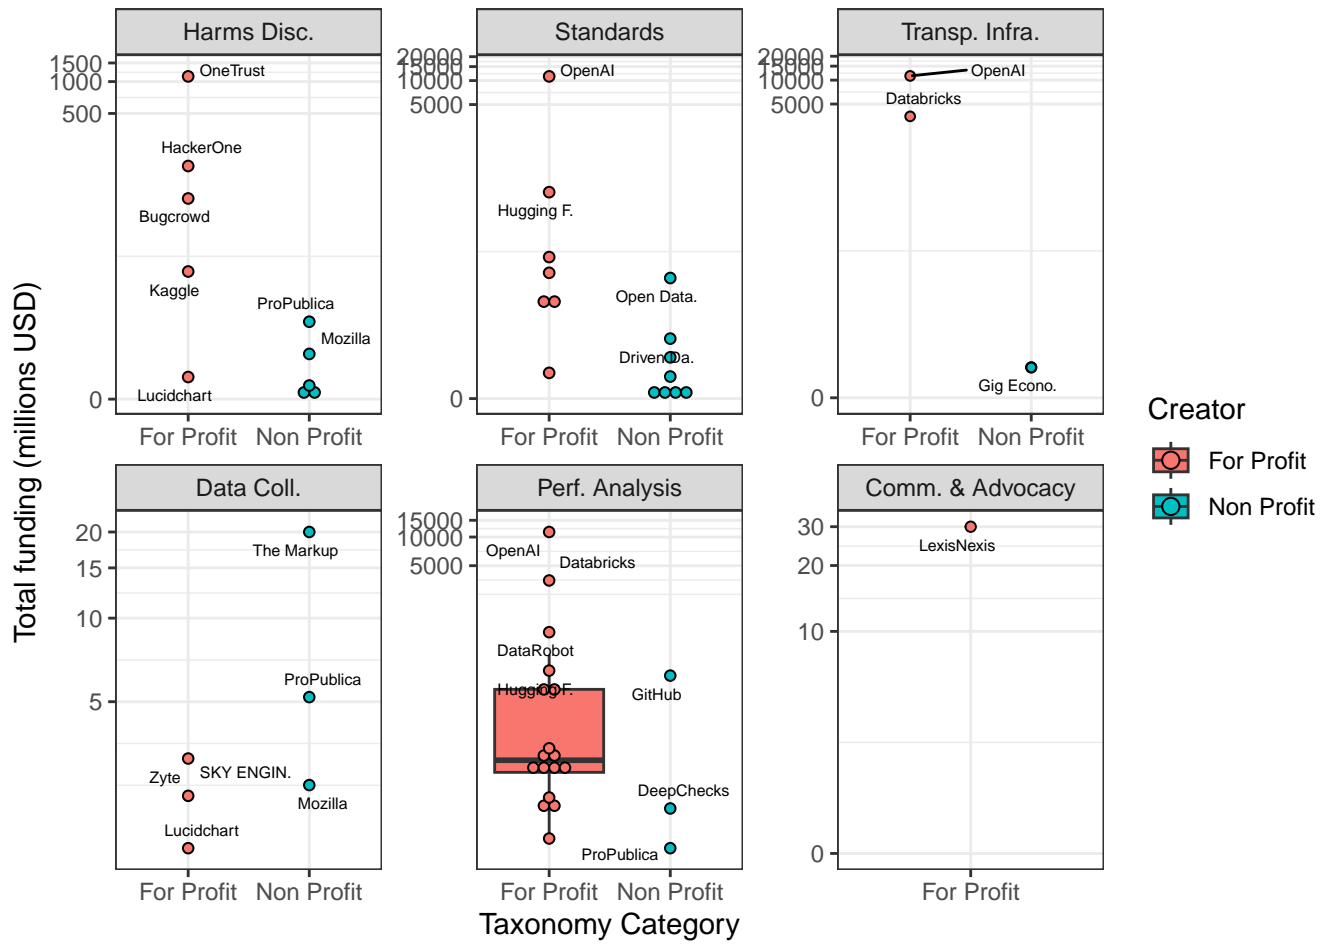 Harms Disc.
Standards
Transp. Infra.
1500
1000
500
0
OneTrust
HackerOne
Bugcrowd
Kaggle
Lucidchart
ProPublica
Mozilla
For Profit
Non Profit
20000
15000
10000
5000
0
OpenAI
Hugging F.
Open Data.
Driven Da.
For Profit
Non Profit
20000
15000
10000
5000
0
OpenAI
Databricks
Gig Econo.
For Profit
Non Profit
Data Coll.
Perf. Analysis
Comm. & Advocacy
20
15
10
5
The Markup
ProPublica
Zyte
SKY ENGIN.
Mozilla
Lucidchart
For Profit
Non Profit
15000
10000
5000
OpenAI
Databricks
DataRobot
Hugging F.
GitHub
DeepChecks
ProPublica
For Profit
Non Profit
30
20
10
0
LexisNexis
For Profit
Total funding (millions USD)
Taxonomy Category
Creator
For Profit
Non Profit